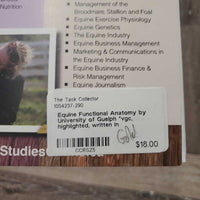 Management of the
Broodmare, Stallion and Foal
Nutrition
Equine Exercise Physiology
Equine Genetics
The Equine Industry
Equine Business Management
Marketing & Communications in
the Equine Industry
Equine Business Finance &
Risk Management
Equine Journalism
The Tack Collector
1004237-290
Equine Functional Anatomy by
University of Guelph *vgc,
highlighted, written in
$18.00
Studies